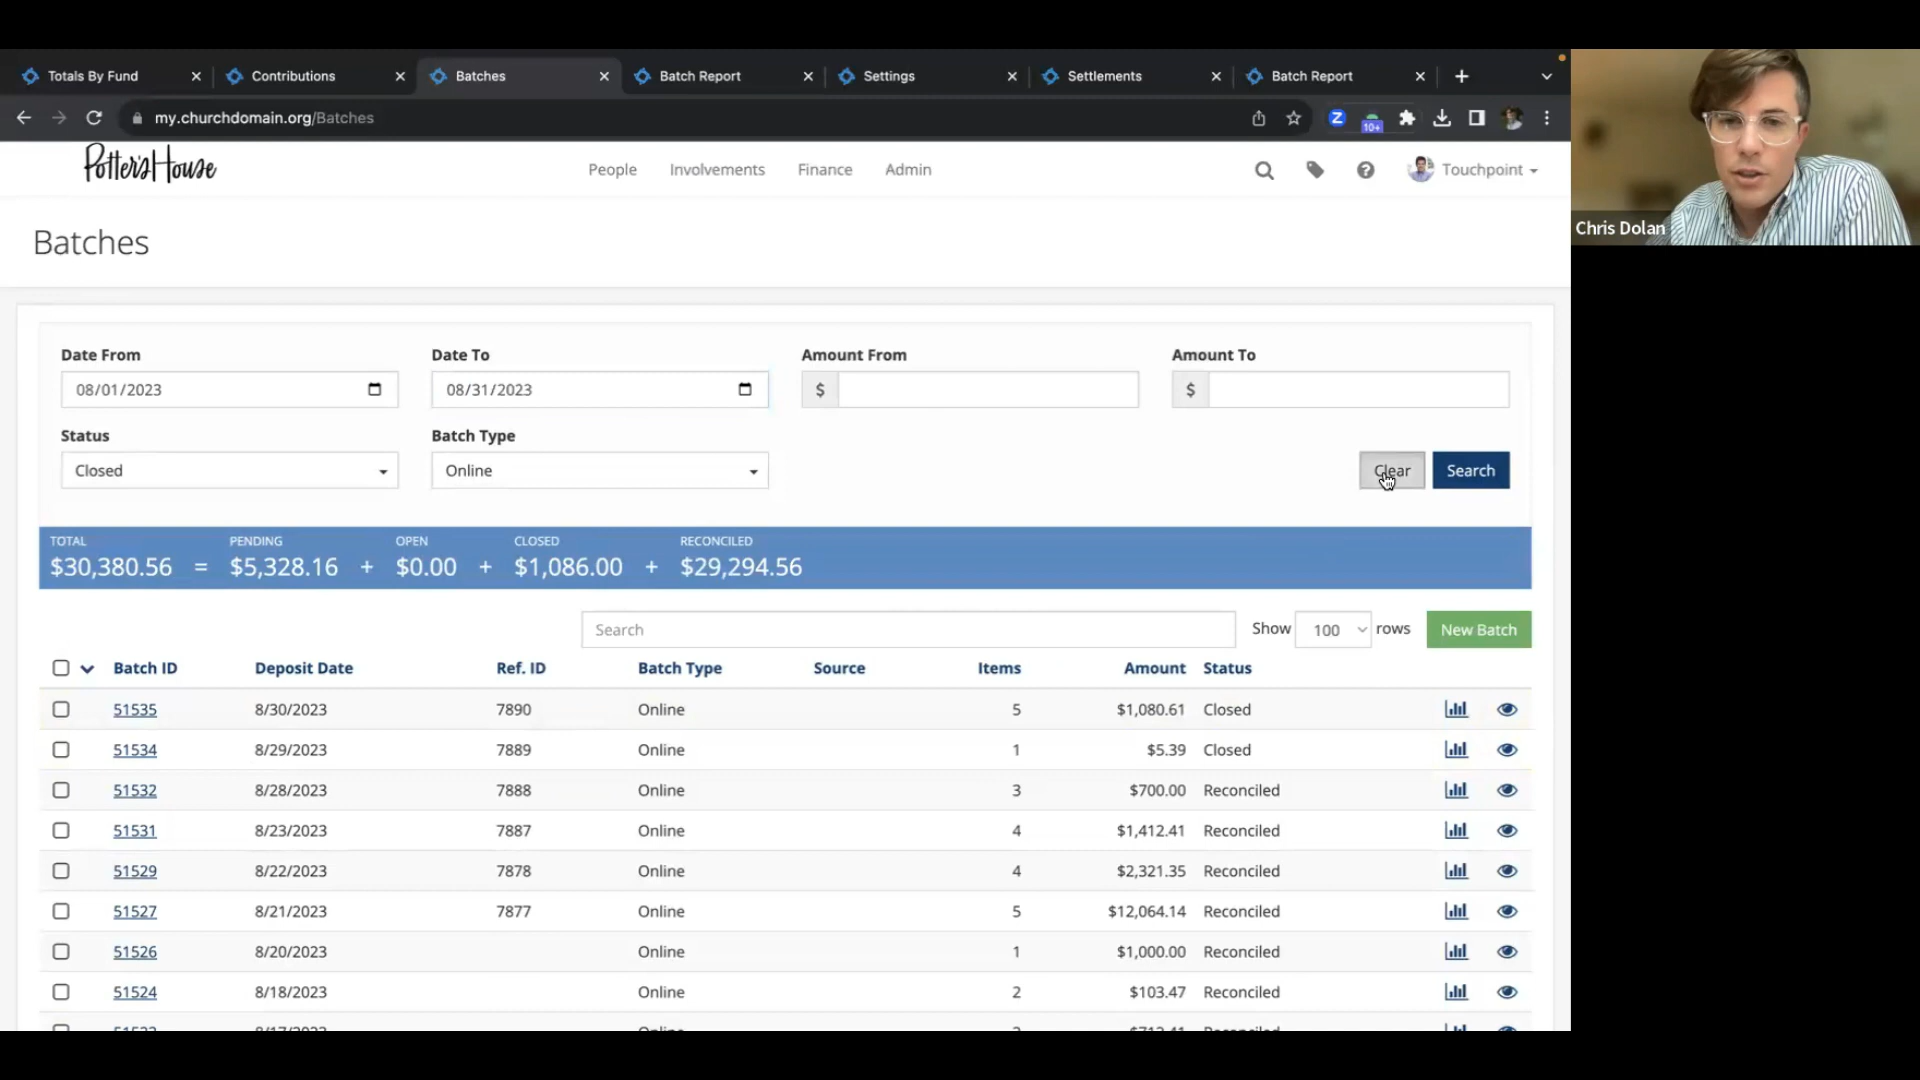 Totals By Fund Contributions Batches Batch Report Settings Settlements Batch Report
my.churchdomain.org/Batches
Z
10+
Potter's House
People Involvements Finance Admin
Touchpoint
Chris Dolan
Batches
Date From Date To Amount From Amount To
08/01/2023 08/31/2023 $ $
Status Batch Type
Closed Online Clear Search
TOTAL PENDING OPEN CLOSED RECONCILED
$30,380.56 = $5,328.16 + $0.00 + $1,086.00 + $29,294.56
Search Show 100 rows New Batch
Batch ID Deposit Date Ref. ID Batch Type Source Items Amount Status
51535 8/30/2023 7890 Online 5 $1,080.61 Closed
51534 8/29/2023 7889 Online 1 $5.39 Closed
51532 8/28/2023 7888 Online 3 $700.00 Reconciled
51531 8/23/2023 7887 Online 4 $1,412.41 Reconciled
51529 8/22/2023 7878 Online 4 $2,321.35 Reconciled
51527 8/21/2023 7877 Online 5 $12,064.14 Reconciled
51526 8/20/2023 Online 1 $1,000.00 Reconciled
51524 8/18/2023 Online 2 $103.47 Reconciled